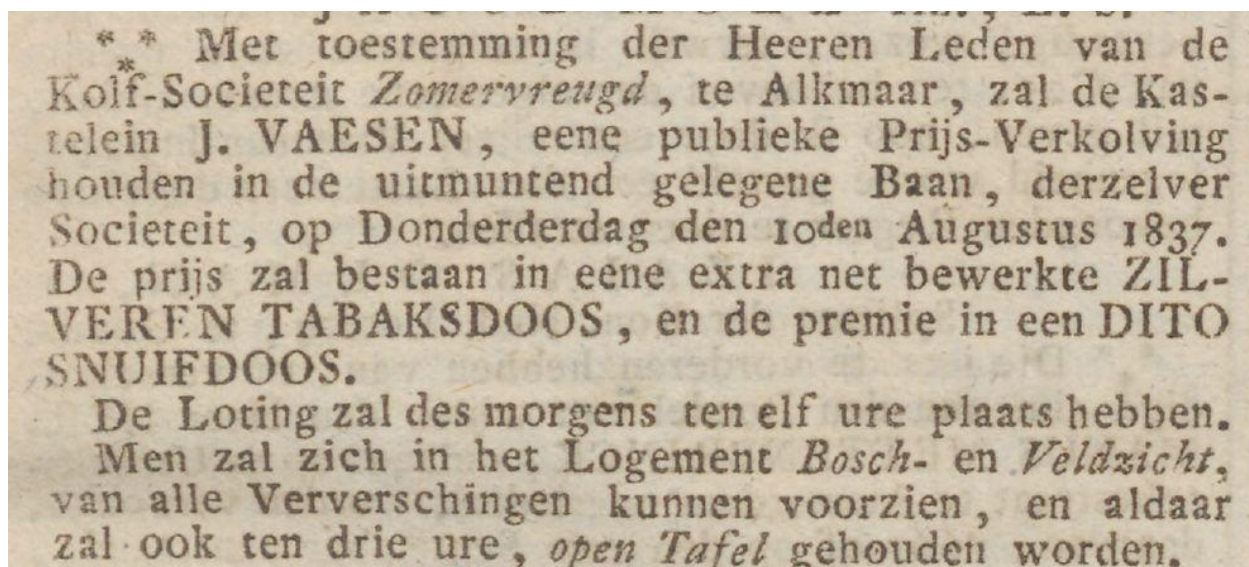 * * * Met toestemming der Heeren Leden van de
Kolf-Societeit Zomervreugd, te Alkmaar, zal de Kas-
telein J. VAESEN, eene publieke Prijs-Verkolving
houden in de uitmuntend gelegene Baan, derzelver
Societeit, op Donderderdag den 10den Augustus 1837.
De prijs zal bestaan in eene extra net bewerkte ZIL-
VEREN TABAKSDOOS, en de premie in een DITO
SNUIFDOOS.
De Loting zal des morgens ten elf ure plaats hebben.
Men zal zich in het Logement Bosch- en Veldzicht,
van alle Ververschingen kunnen voorzien, en aldaar
zal ook ten drie ure, open Tafel gehouden worden.